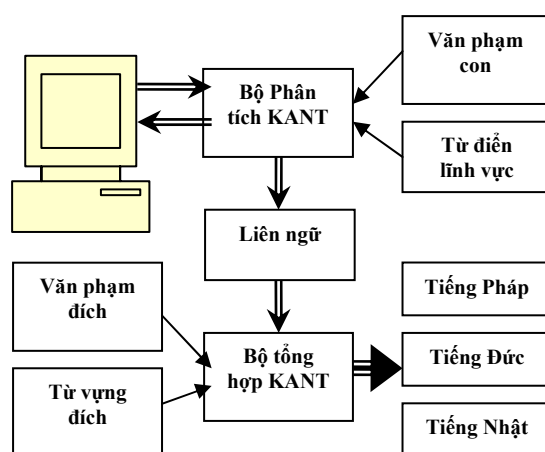 Văn phạm
con
Bộ Phân
tích KANT
Từ điển
lĩnh vực
Liên ngữ
Văn phạm
đích
Tiếng Pháp
Bộ tổng
hợp KANT
Tiếng Đức
Từ vựng
đích
Tiếng Nhật